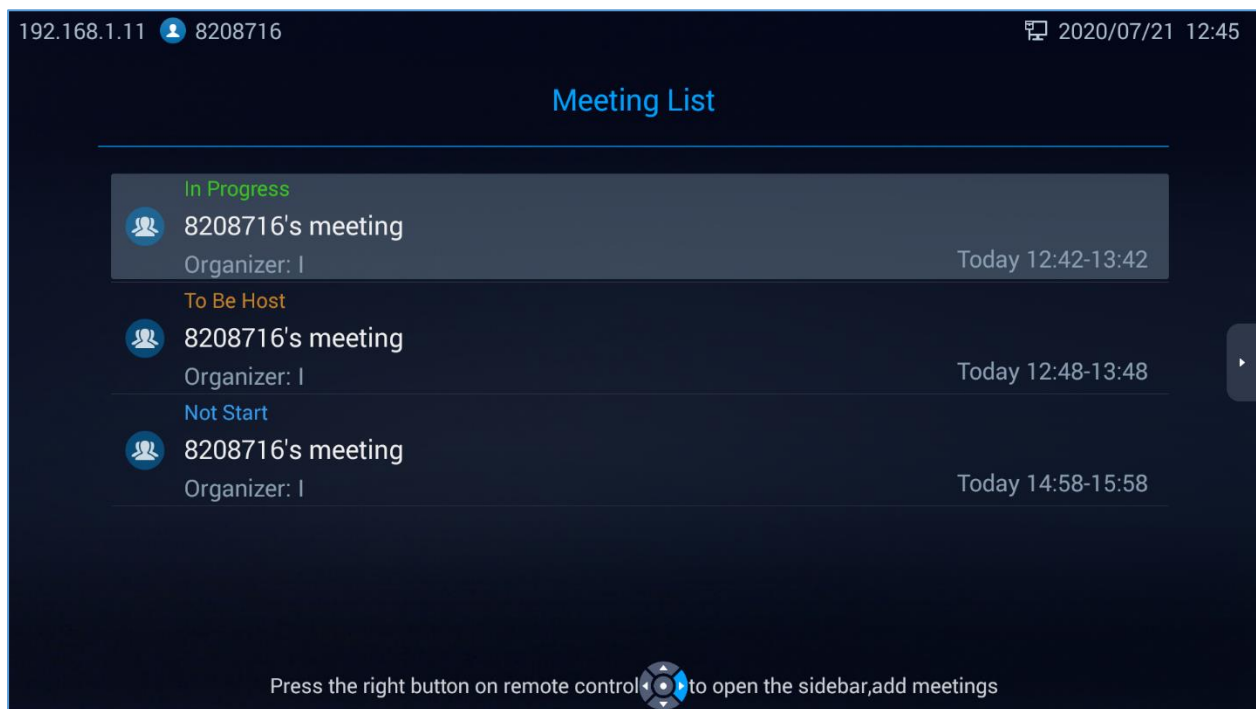 192.168.1.11 8208716 2020/07/21 12:45
Meeting List
In Progress
8208716's meeting
Organizer: I Today 12:42-13:42
To Be Host
8208716's meeting
Organizer: I Today 12:48-13:48
Not Start
8208716's meeting
Organizer: I Today 14:58-15:58
Press the right button on remote control to open the sidebar,add meetings